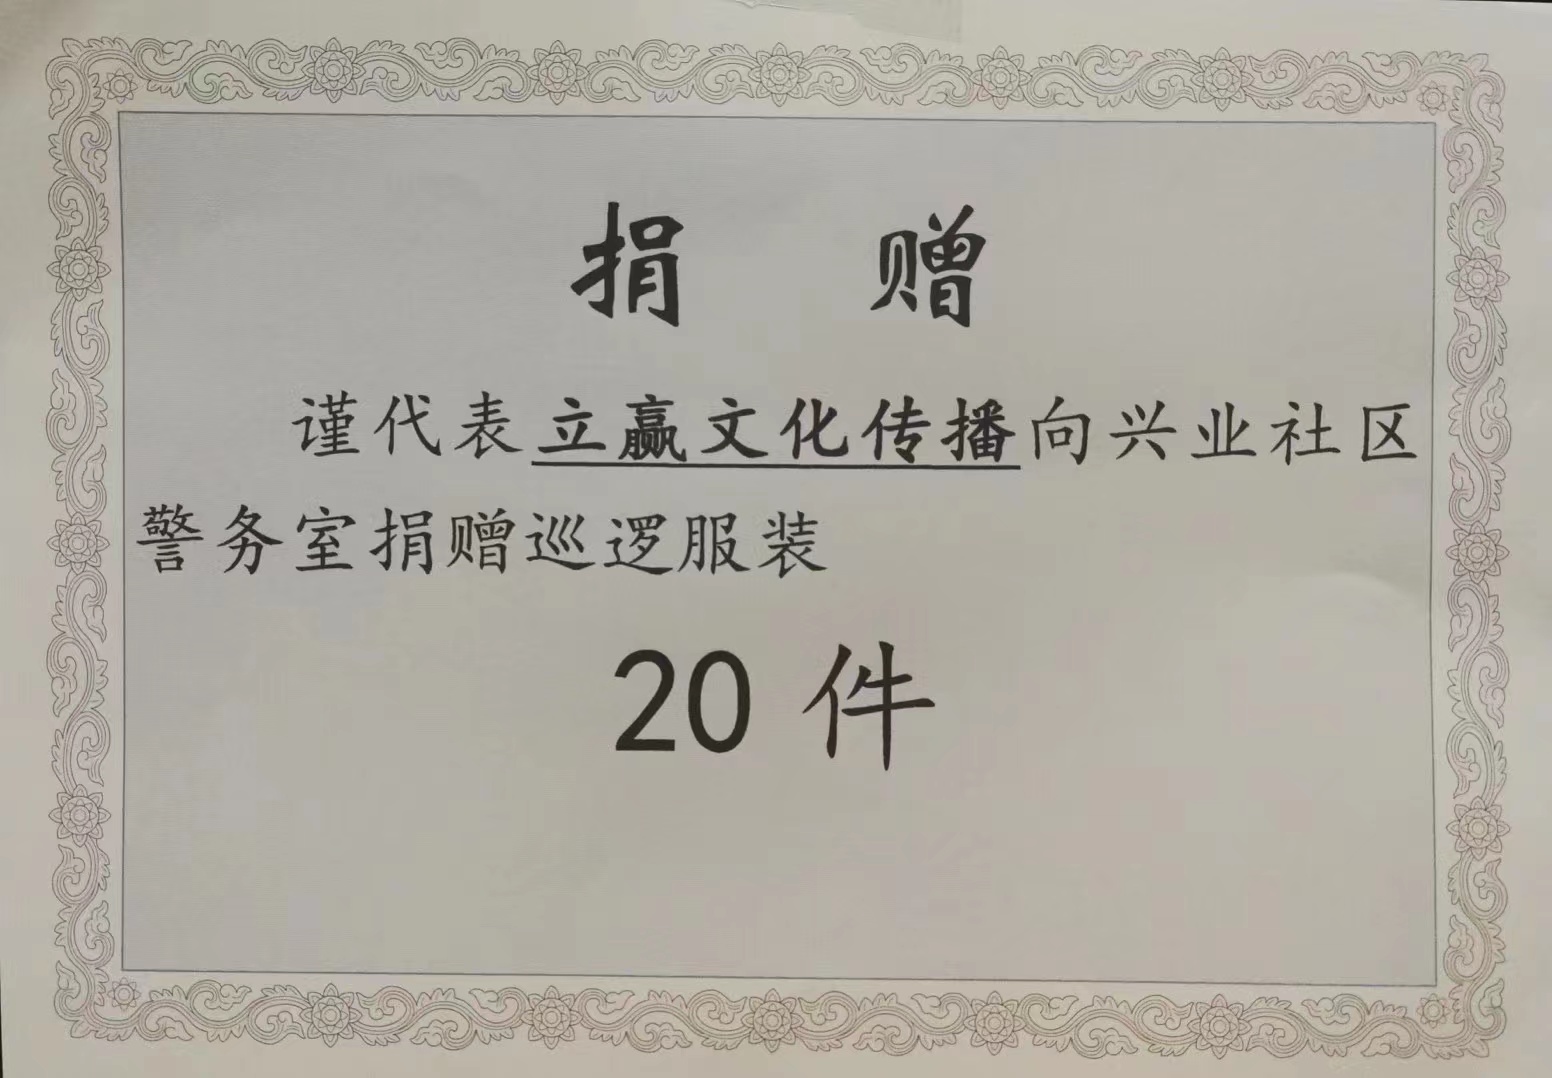 捐 赠
谨代表立赢文化传播向兴业社区
警务室捐赠巡逻服装
20 件